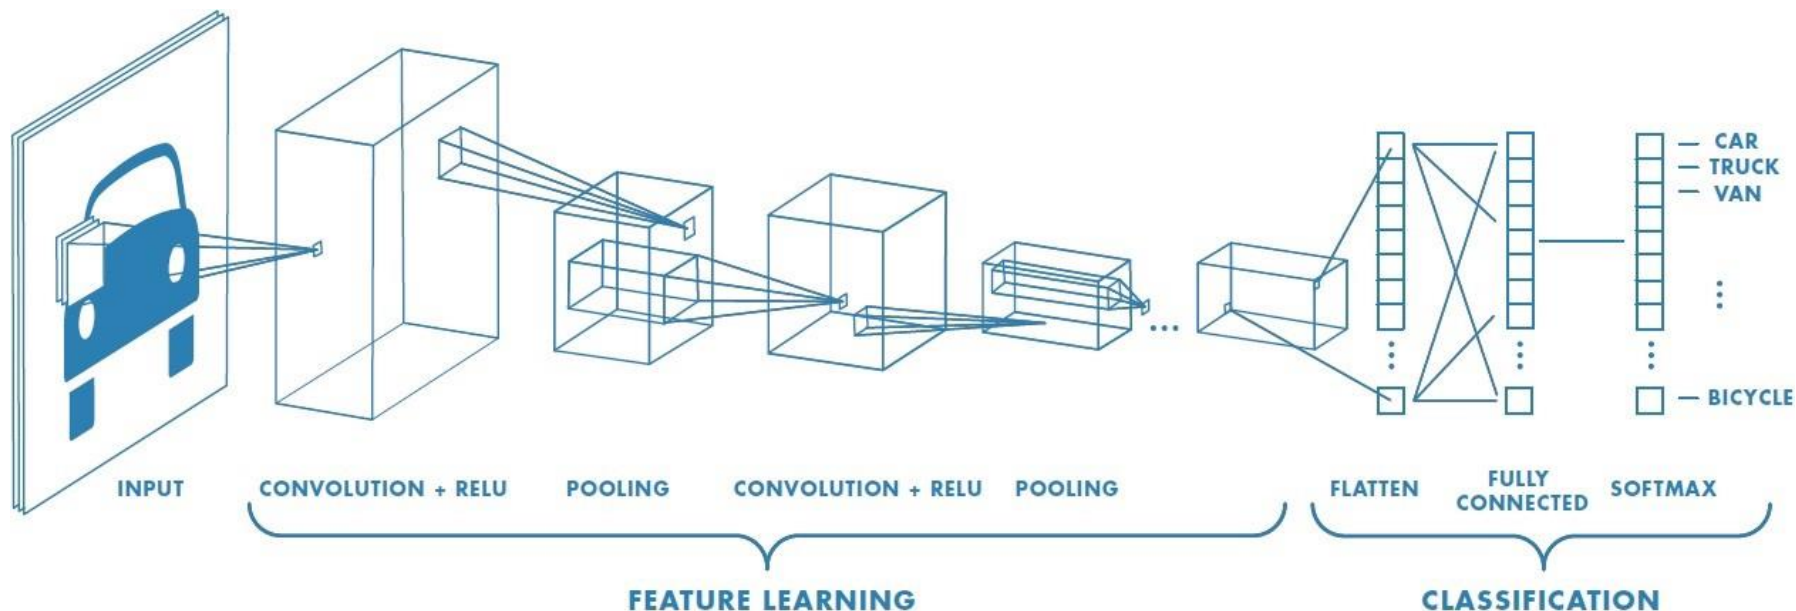 CAR
TRUCK
VAN
BICYCLE
INPUT
CONVOLUTION + RELU
POOLING
CONVOLUTION + RELU
POOLING
FLATTEN
FULLY
CONNECTED
SOFTMAX
FEATURE LEARNING
CLASSIFICATION